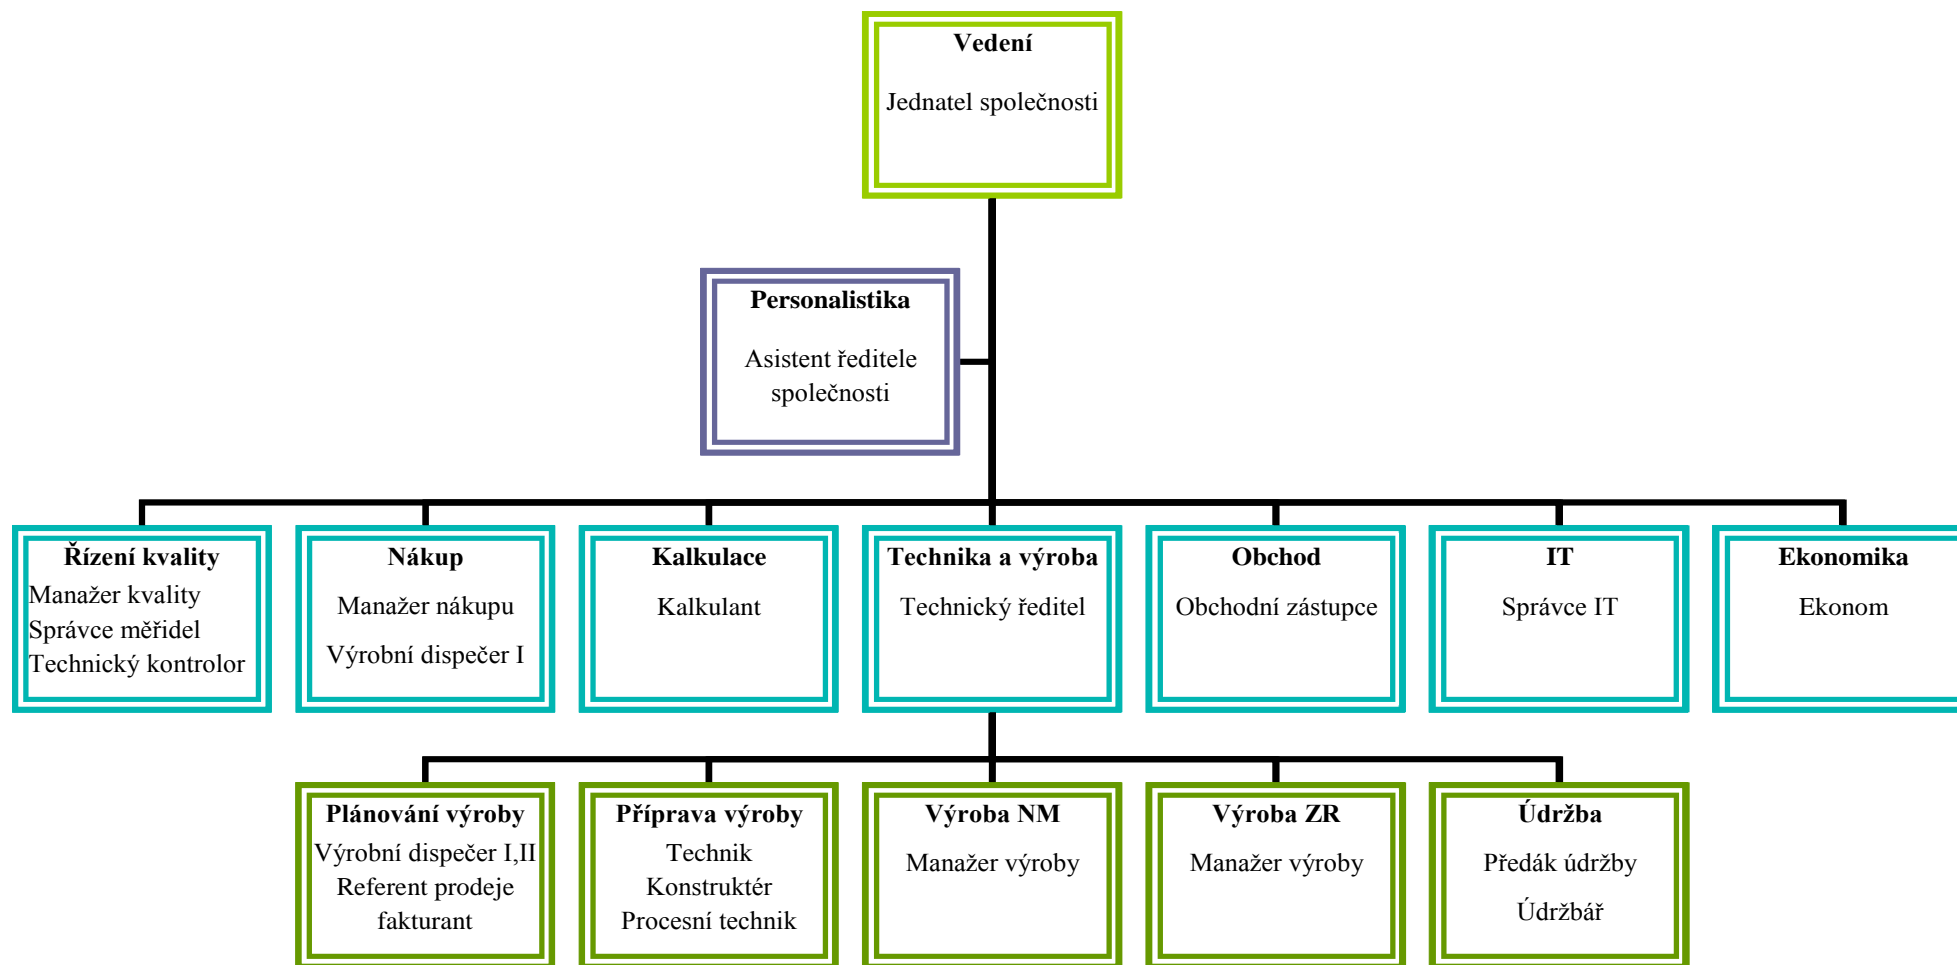 Vedení
Jednatel společnosti
Personalistika
Asistent ředitele
společnosti
Řízení kvality
Manažer kvality
Správce měřidel
Technický kontrolor
Nákup
Manažer nákupu
Výrobní dispečer I
Kalkulace
Kalkulant
Technika a výroba
Technický ředitel
Obchod
Obchodní zástupce
IT
Správce IT
Ekonomika
Ekonom
Plánování výroby
Výrobní dispečer I,II
Referent prodeje
fakturant
Příprava výroby
Technik
Konstruktér
Procesní technik
Výroba NM
Manažer výroby
Výroba ZR
Manažer výroby
Údržba
Předák údržby
Údržbář